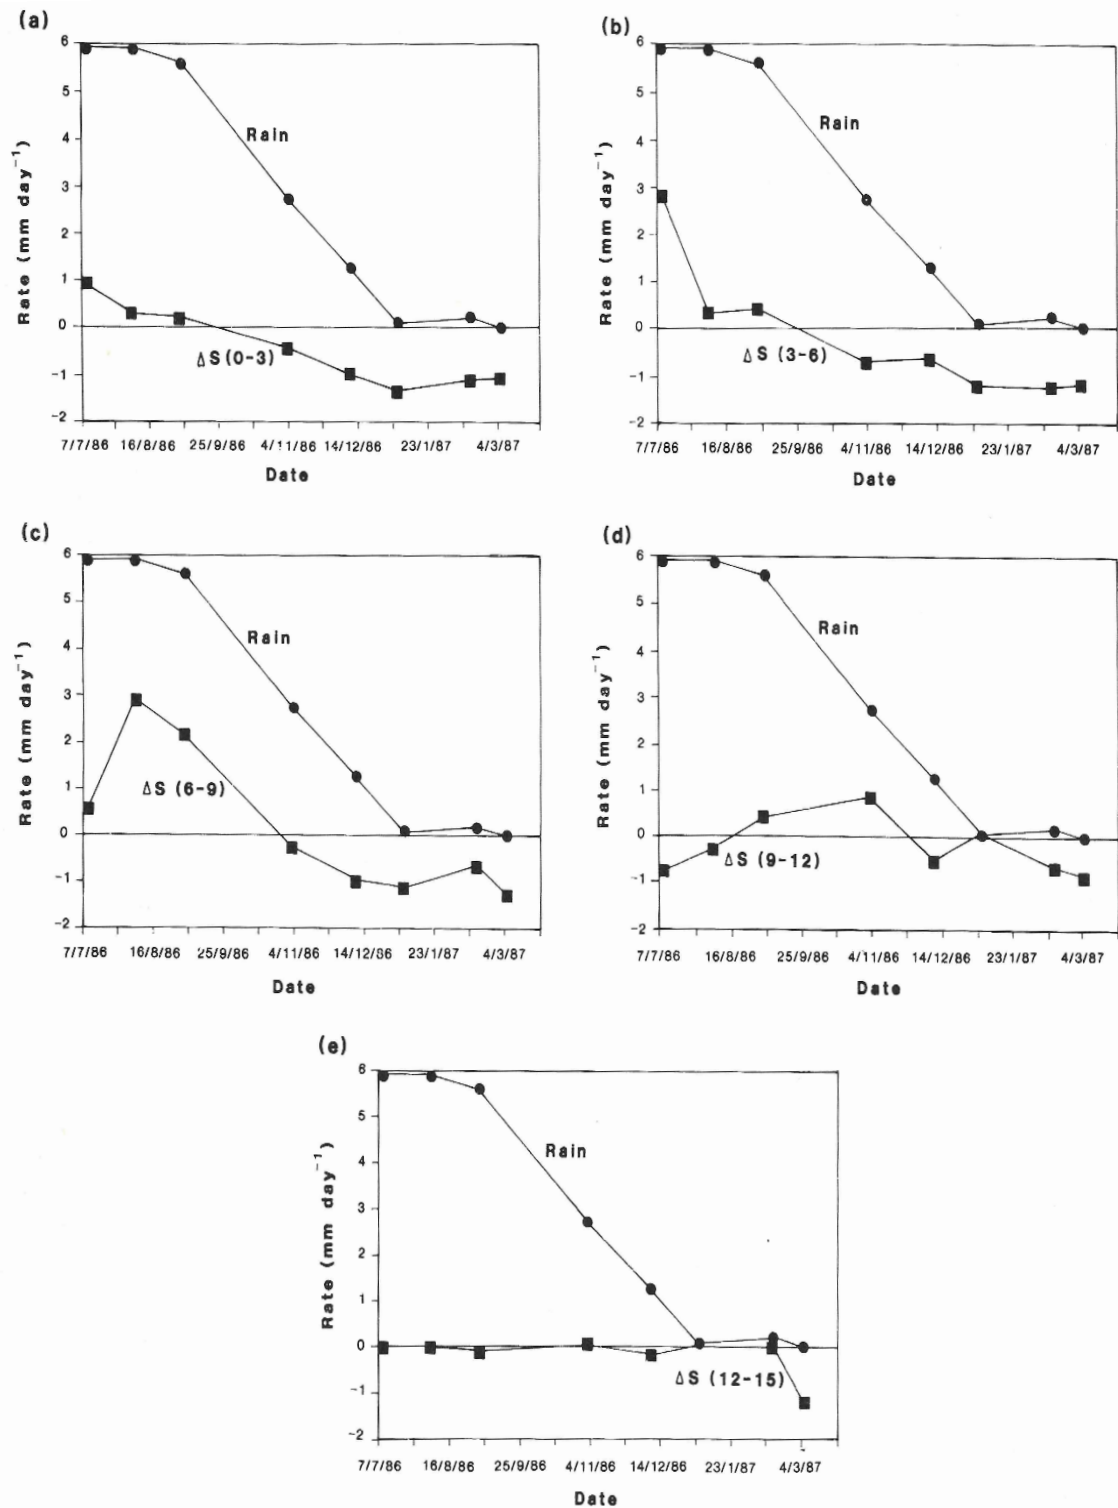 (a)
6
5
4
3
2
1
0
-1
-2
Rate (mm day⁻¹)
Rain
ΔS (0-3)
7/7/86 16/8/86 25/9/86 4/11/86 14/12/86 23/1/87 4/3/87
Date
(b)
6
5
4
3
2
1
0
-1
-2
Rate (mm day⁻¹)
Rain
ΔS (3-6)
7/7/86 16/8/86 25/9/86 4/11/86 14/12/86 23/1/87 4/3/87
Date
(c)
6
5
4
3
2
1
0
-1
-2
Rate (mm day⁻¹)
Rain
ΔS (6-9)
7/7/86 16/8/86 25/9/86 4/11/86 14/12/86 23/1/87 4/3/87
Date
(d)
6
5
4
3
2
1
0
-1
-2
Rate (mm day⁻¹)
Rain
ΔS (9-12)
7/7/86 16/8/86 25/9/86 4/11/86 14/12/86 23/1/87 4/3/87
Date
(e)
6
5
4
3
2
1
0
-1
-2
Rate (mm day⁻¹)
Rain
ΔS (12-15)
7/7/86 16/8/86 25/9/86 4/11/86 14/12/86 23/1/87 4/3/87
Date